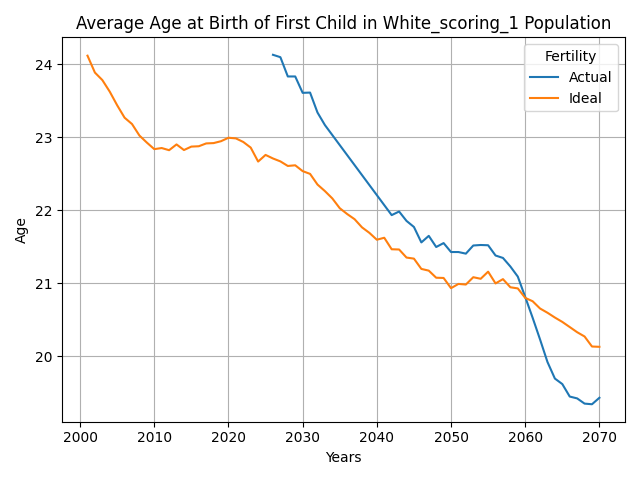 Average Age at Birth of First Child in White_scoring_1 Population
Fertility
Actual
Ideal
Age
24
23
22
21
20
2000 2010 2020 2030 2040 2050 2060 2070
Years